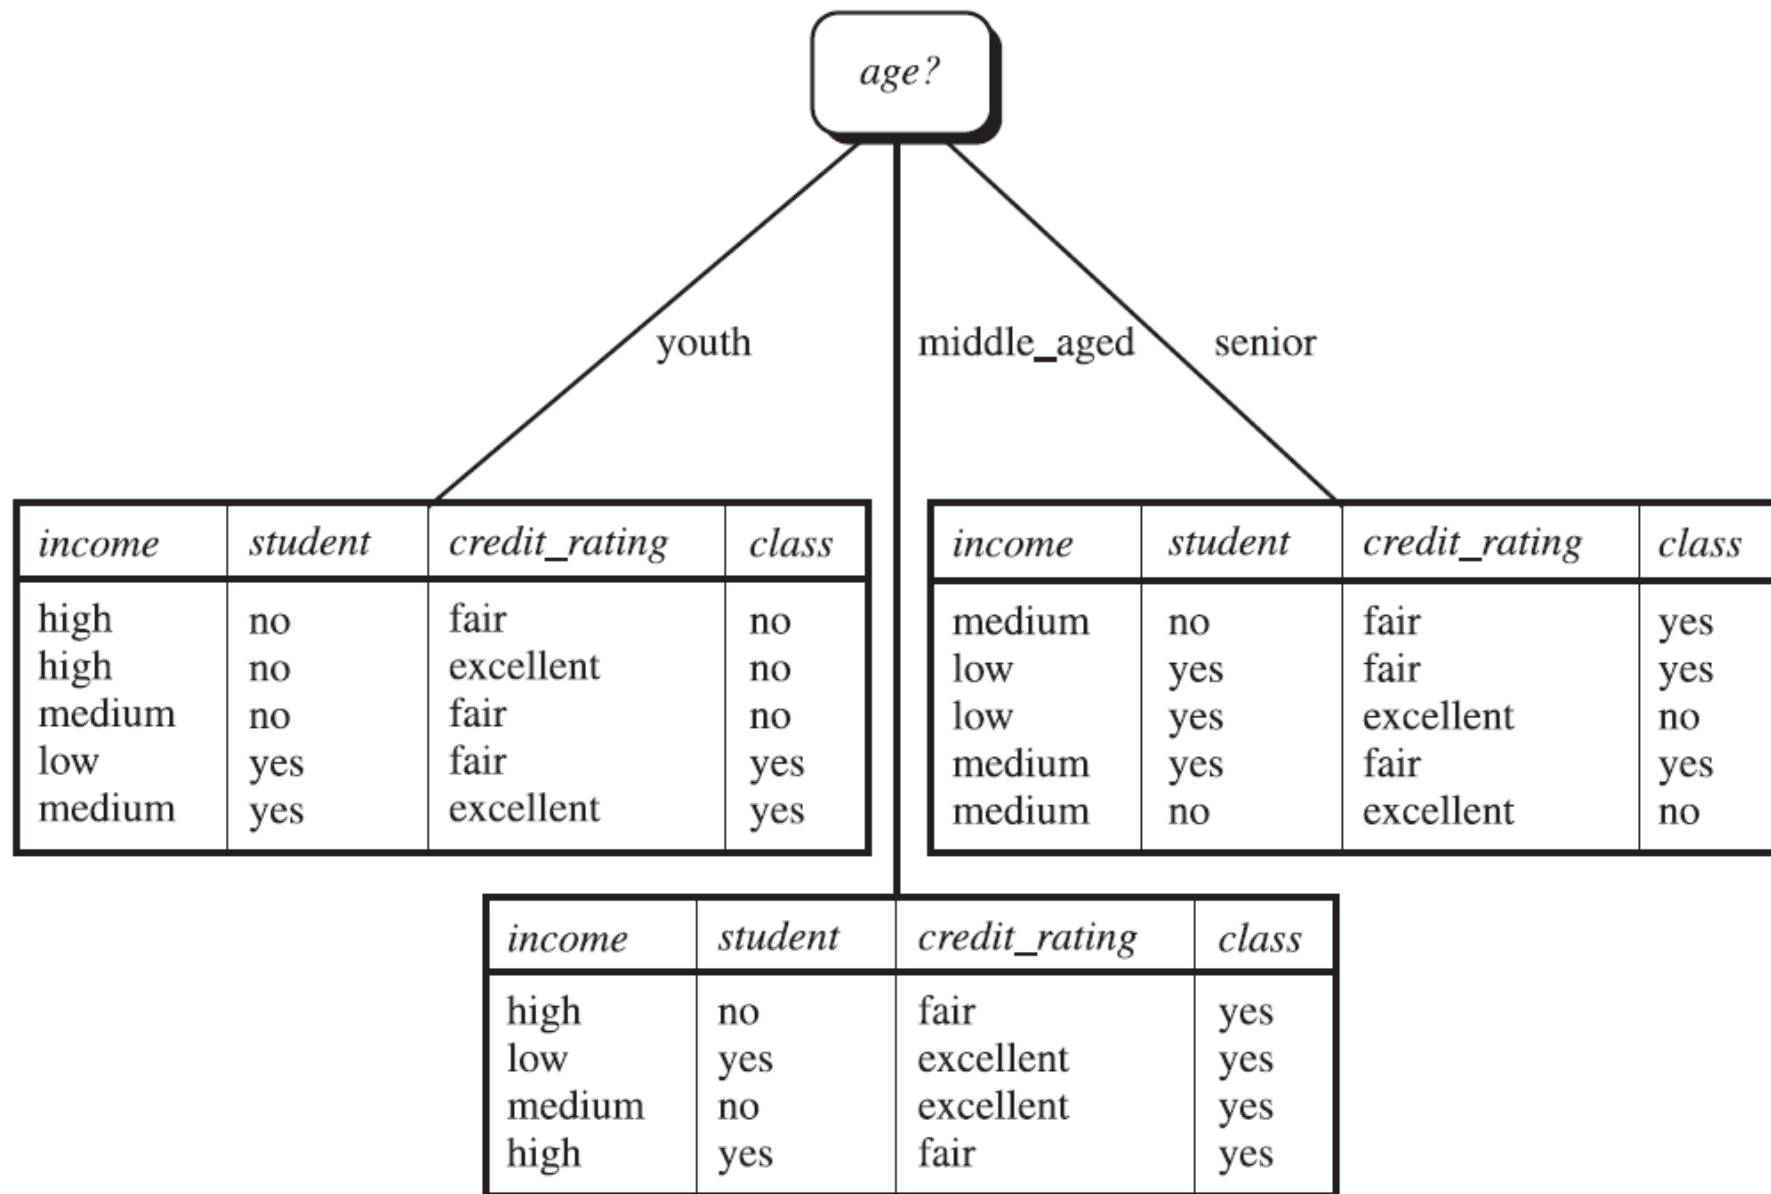 age?
youth
middle_aged
senior
income student credit_rating class
high no fair no
high no excellent no
medium no fair no
low yes fair yes
medium yes excellent yes
income student credit_rating class
medium no fair yes
low yes fair yes
low yes excellent no
medium yes fair yes
medium no excellent no
income student credit_rating class
high no fair yes
low yes excellent yes
medium no excellent yes
high yes fair yes